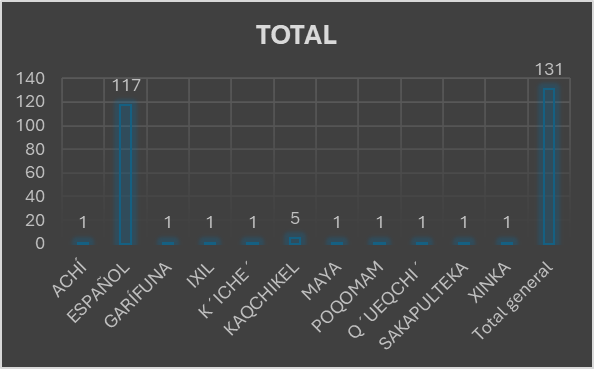 TOTAL
140
120
100
80
60
40
20
0
1
117
1
1
1
5
1
1
1
1
1
131
ACHÍ
ESPAÑOL
GARÍFUNA
IXIL
K´ICHE´
KAQCHIKEL
MAYA
POQOMAM
Q´UEQCHI´
SAKAPULTEKA
XINKA
Total general